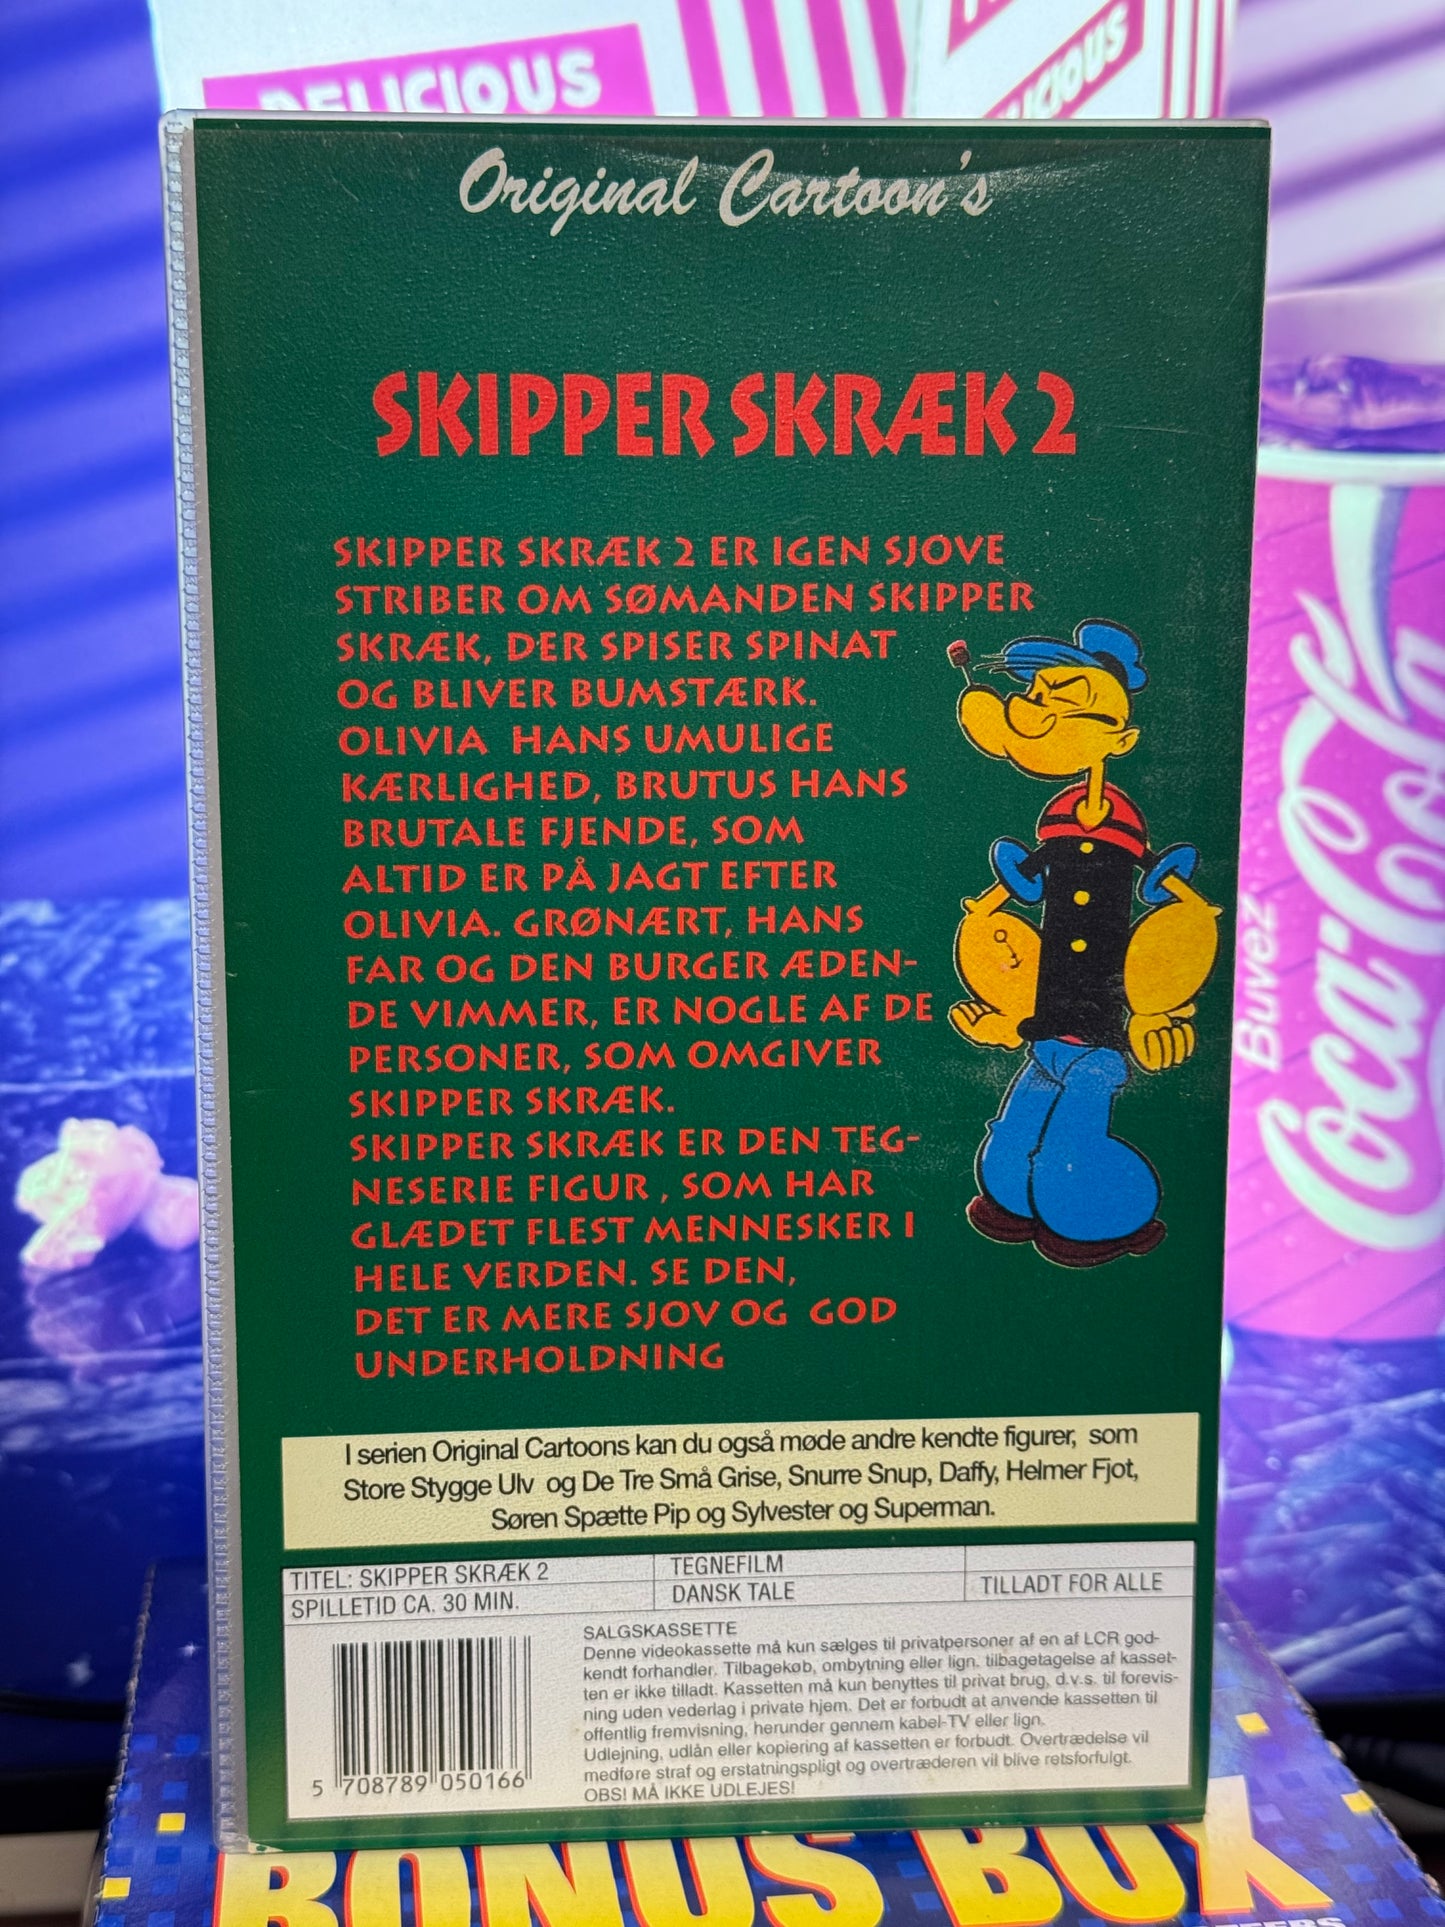 DELICIOUS
Original Cartoon's
SKIPPER SKRÆK 2
SKIPPER SKRÆK 2 ER IGEN SJOVE
STRIBER OM SØMANDEN SKIPPER
SKRÆK, DER SPISER SPINAT
OG BLIVER BUMSTÆRK.
OLIVIA HANS UMULIGE
KÆRLIGHED, BRUTUS HANS
BRUTALE FJENDE, SOM
ALTID ER PÅ JAGT EFTER
OLIVIA. GRØNÆRT, HANS
FAR OG DEN BURGER ÆDEN-
DE VIMMER, ER NOGLE AF DE
PERSONER, SOM OMGIVER
SKIPPER SKRÆK.
SKIPPER SKRÆK ER DEN TEG-
NESERIE FIGUR , SOM HAR
GLÆDET FLEST MENNESKER I
HELE VERDEN. SE DEN,
DET ER MERE SJOV OG GOD
UNDERHOLDNING
I serien Original Cartoons kan du også møde andre kendte figurer, som
Store Stygge Ulv og De Tre Små Grise, Snurre Snup, Daffy, Helmer Fjot,
Søren Spætte Pip og Sylvester og Superman.
TITEL: SKIPPER SKRÆK 2
SPILLETID CA. 30 MIN.
TEGNEFILM
DANSK TALE
TILLADT FOR ALLE
SALGSKASSETTE
Denne videokassette må kun sælges til privatpersoner af en af LCR god-
kendt forhandler. Tilbagekøb, ombytning eller lign. tilbagetagelse af kasset-
ten er ikke tilladt. Kassetten må kun benyttes til privat brug, d.v.s. til forevis-
ning uden vederlag i private hjem. Det er forbudt at anvende kassetten til
offentlig fremvisning, herunder gennem kabel-TV eller lign.
Udlejning, udlån eller kopiering af kassetten er forbudt. Overtrædelse vil
medføre straf og erstatningspligt og overtræderen vil blive retsforfulgt.
OBS! MÅ IKKE UDLEJES!
5 708789 050166
Buvez
Coca-Cola
BONUS BOX